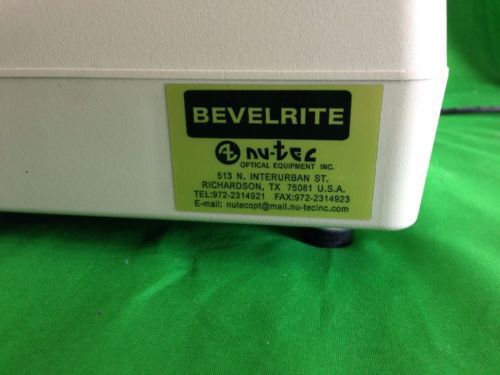 BEVELRITE
nu-tec
OPTICAL EQUIPMENT INC.
513 N. INTERURBAN ST.
RICHARDSON, TX 75081 U.S.A.
TEL:972-2314921 FAX:972-2314923
E-mail: nutecopt@mail.nu-tecinc.com